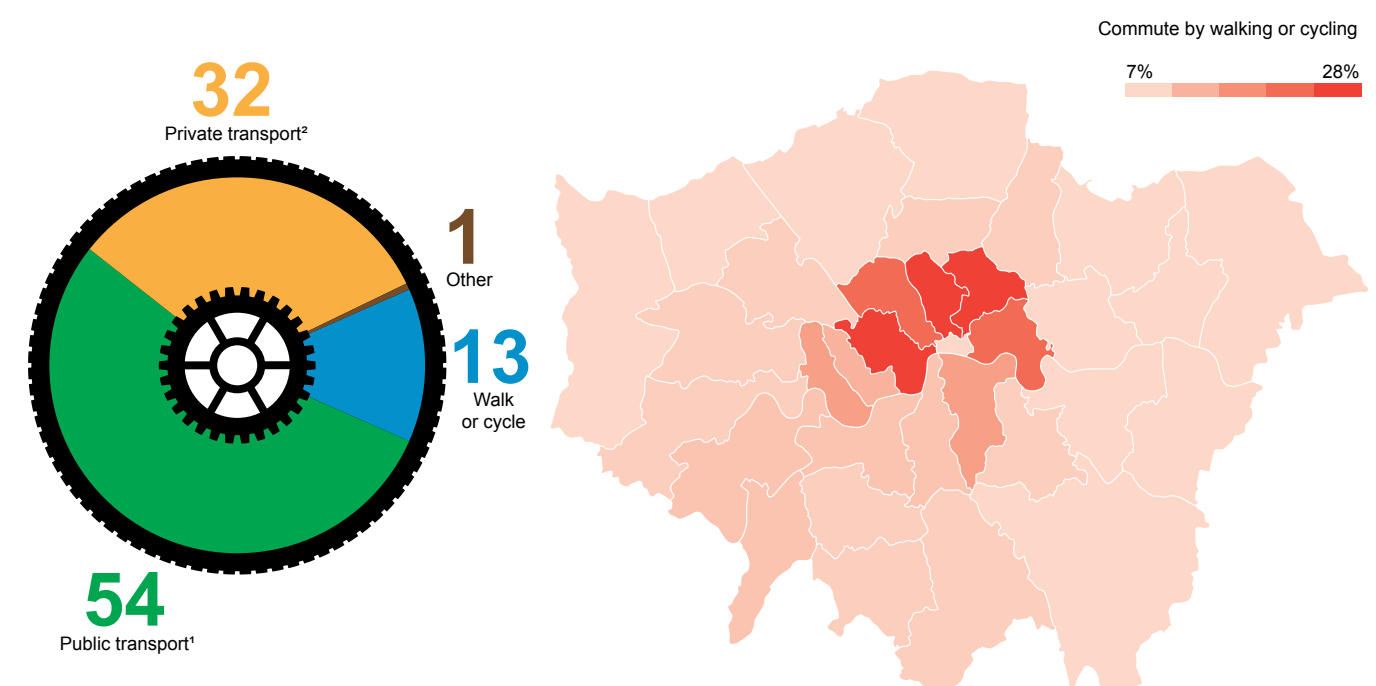 32
Private transport²
1
Other
13
Walk
or cycle
54
Public transport¹
Commute by walking or cycling
7% 28%